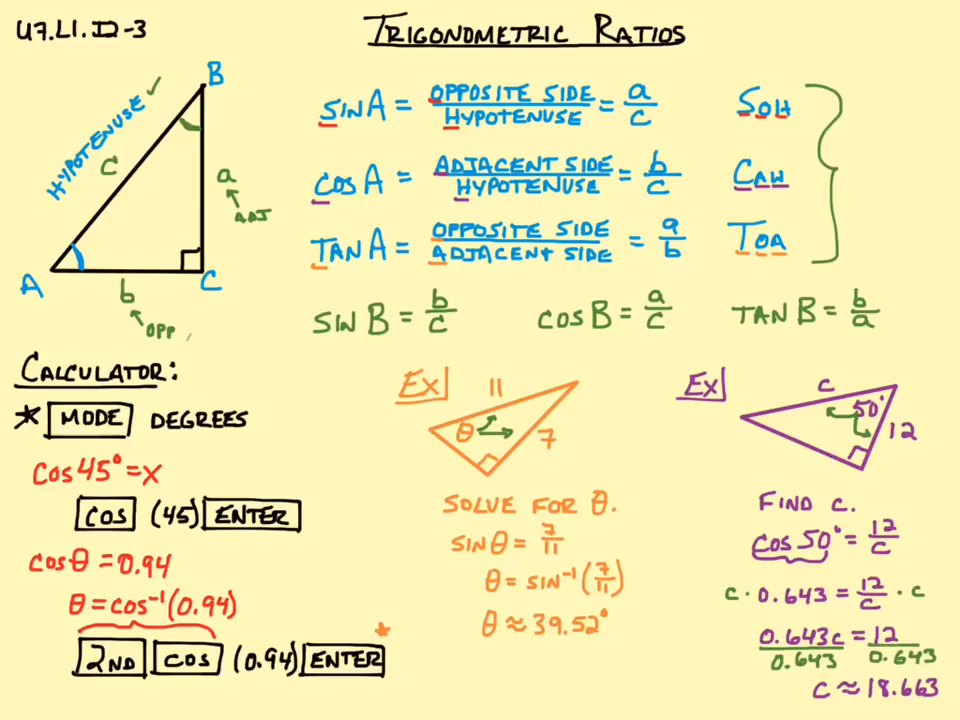 U7.L1.D-3
TRIGONOMETRIC RATIOS
B
HYPOTENUSE ✓
c
a
ADJ
A
b
C
OPP
SIN A = OPPOSITE SIDE / HYPOTENUSE = a/c SOH
COS A = ADJACENT SIDE / HYPOTENUSE = b/c CAH
TAN A = OPPOSITE SIDE / ADJACENT SIDE = a/b TOA
SIN B = b/c COS B = a/c TAN B = b/a
CALCULATOR:
* MODE DEGREES
COS 45° = X
COS (45) ENTER
COS θ = 0.94
θ = COS⁻¹(0.94)
2ND COS (0.94) ENTER *
EX
11
θ
7
SOLVE FOR θ.
SIN θ = 7/11
θ = SIN⁻¹(7/11)
θ ≈ 39.52°
EX
c
50°
12
FIND C.
COS 50° = 12/C
C · 0.643 = 12/C · C
0.643C = 12
0.643 0.643
C ≈ 18.663